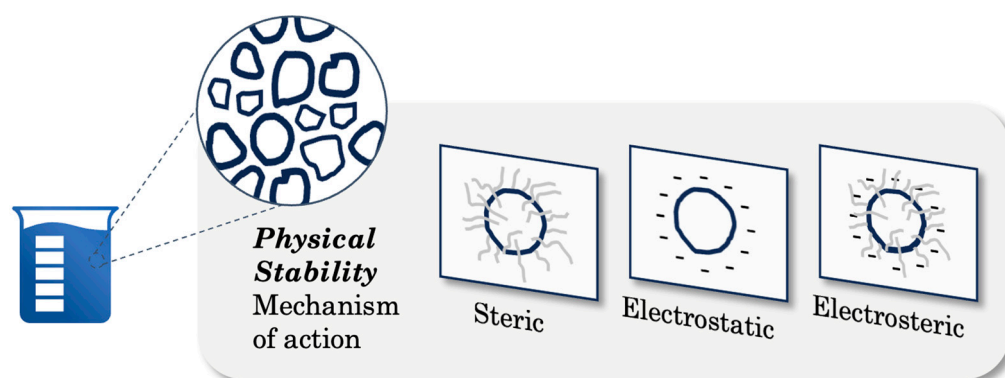 Physical
Stability
Mechanism
of action
Steric
Electrostatic
Electrosteric